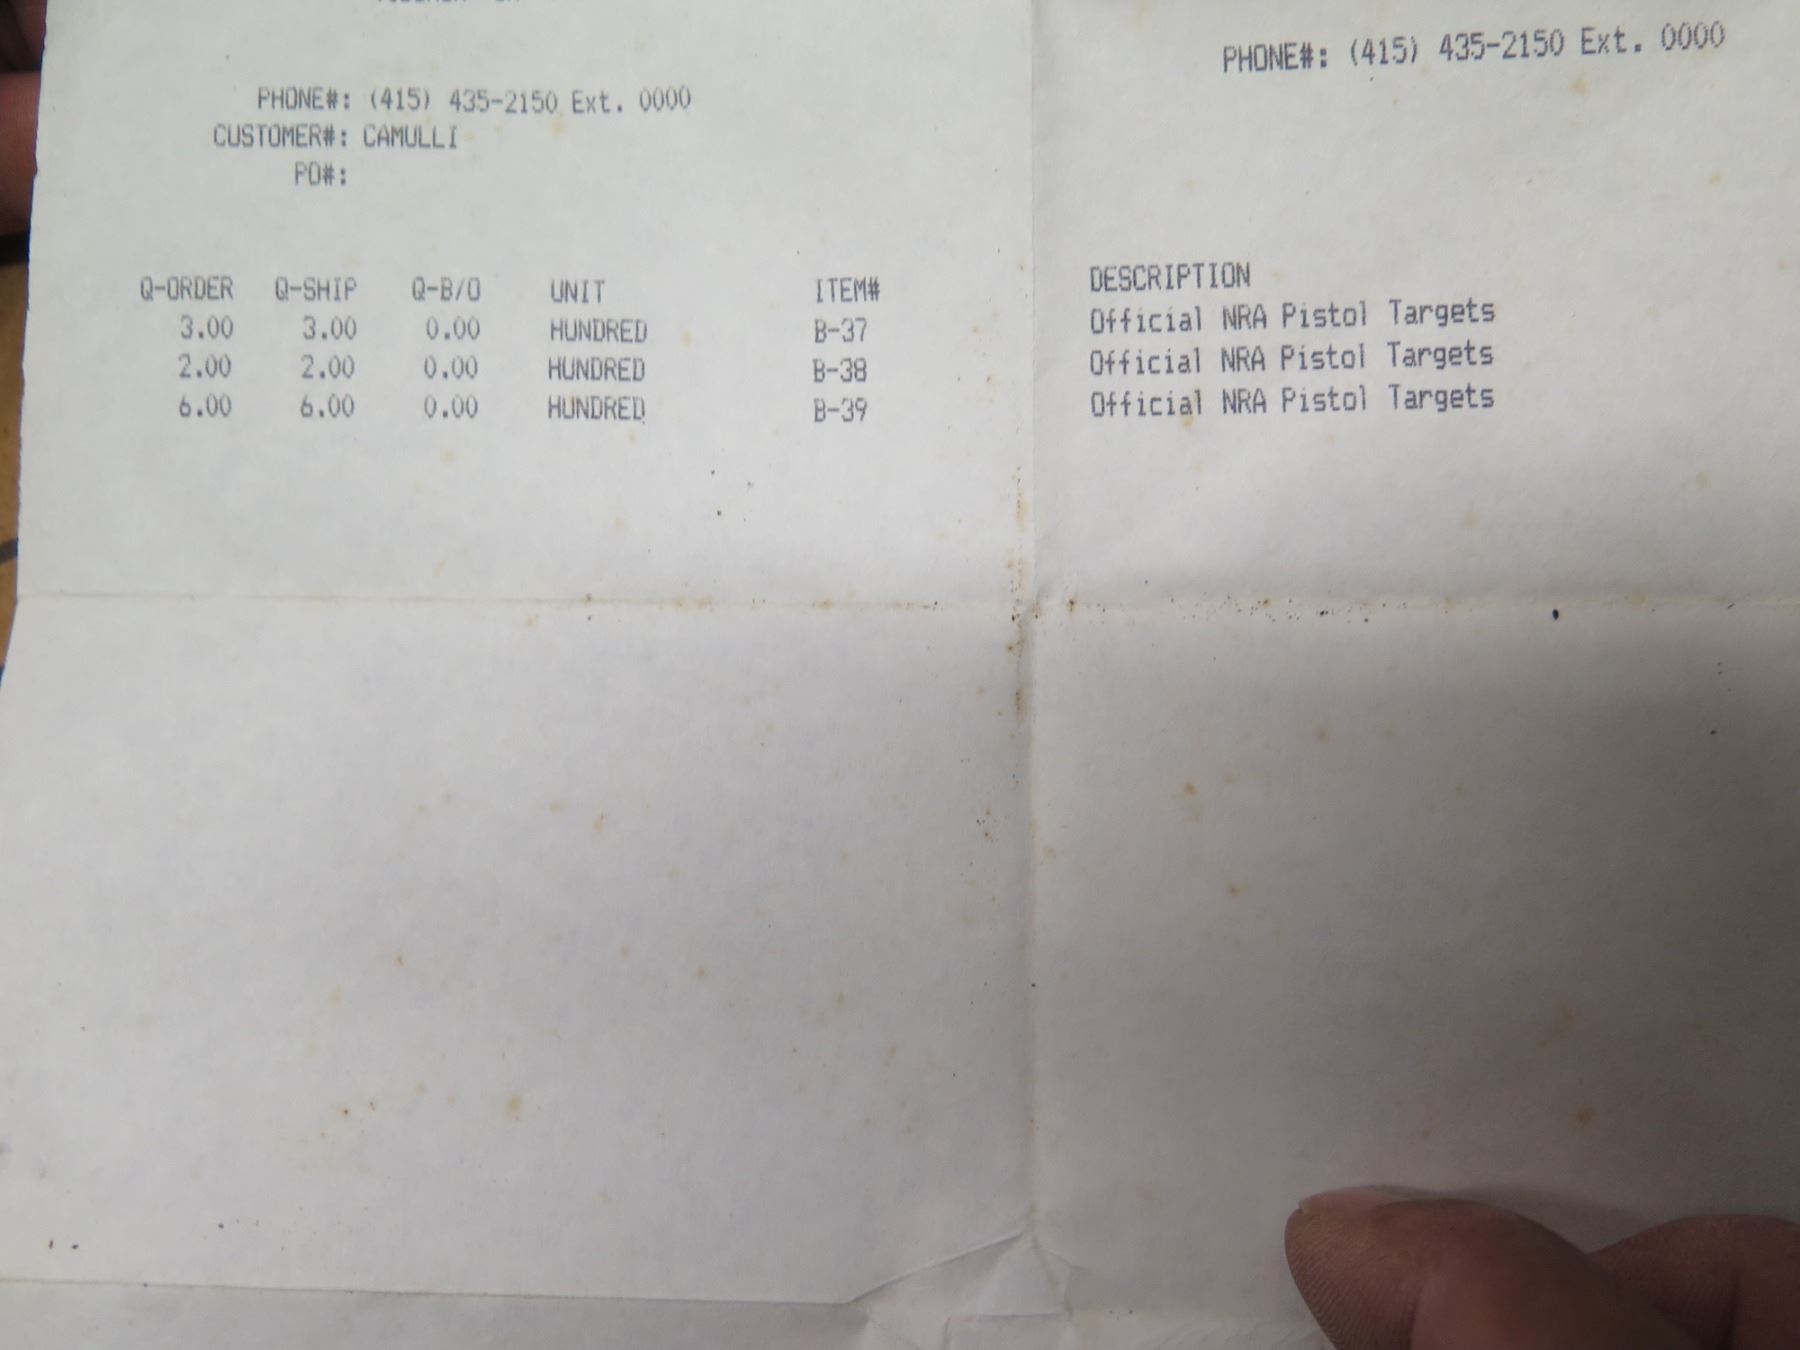 PHONE#: (415) 435-2150 Ext. 0000
PHONE#: (415) 435-2150 Ext. 0000
CUSTOMER#: CAMULLI
PO#:
Q-ORDER Q-SHIP Q-B/O UNIT ITEM# DESCRIPTION
3.00 3.00 0.00 HUNDRED B-37 Official NRA Pistol Targets
2.00 2.00 0.00 HUNDRED B-38 Official NRA Pistol Targets
6.00 6.00 0.00 HUNDRED B-39 Official NRA Pistol Targets